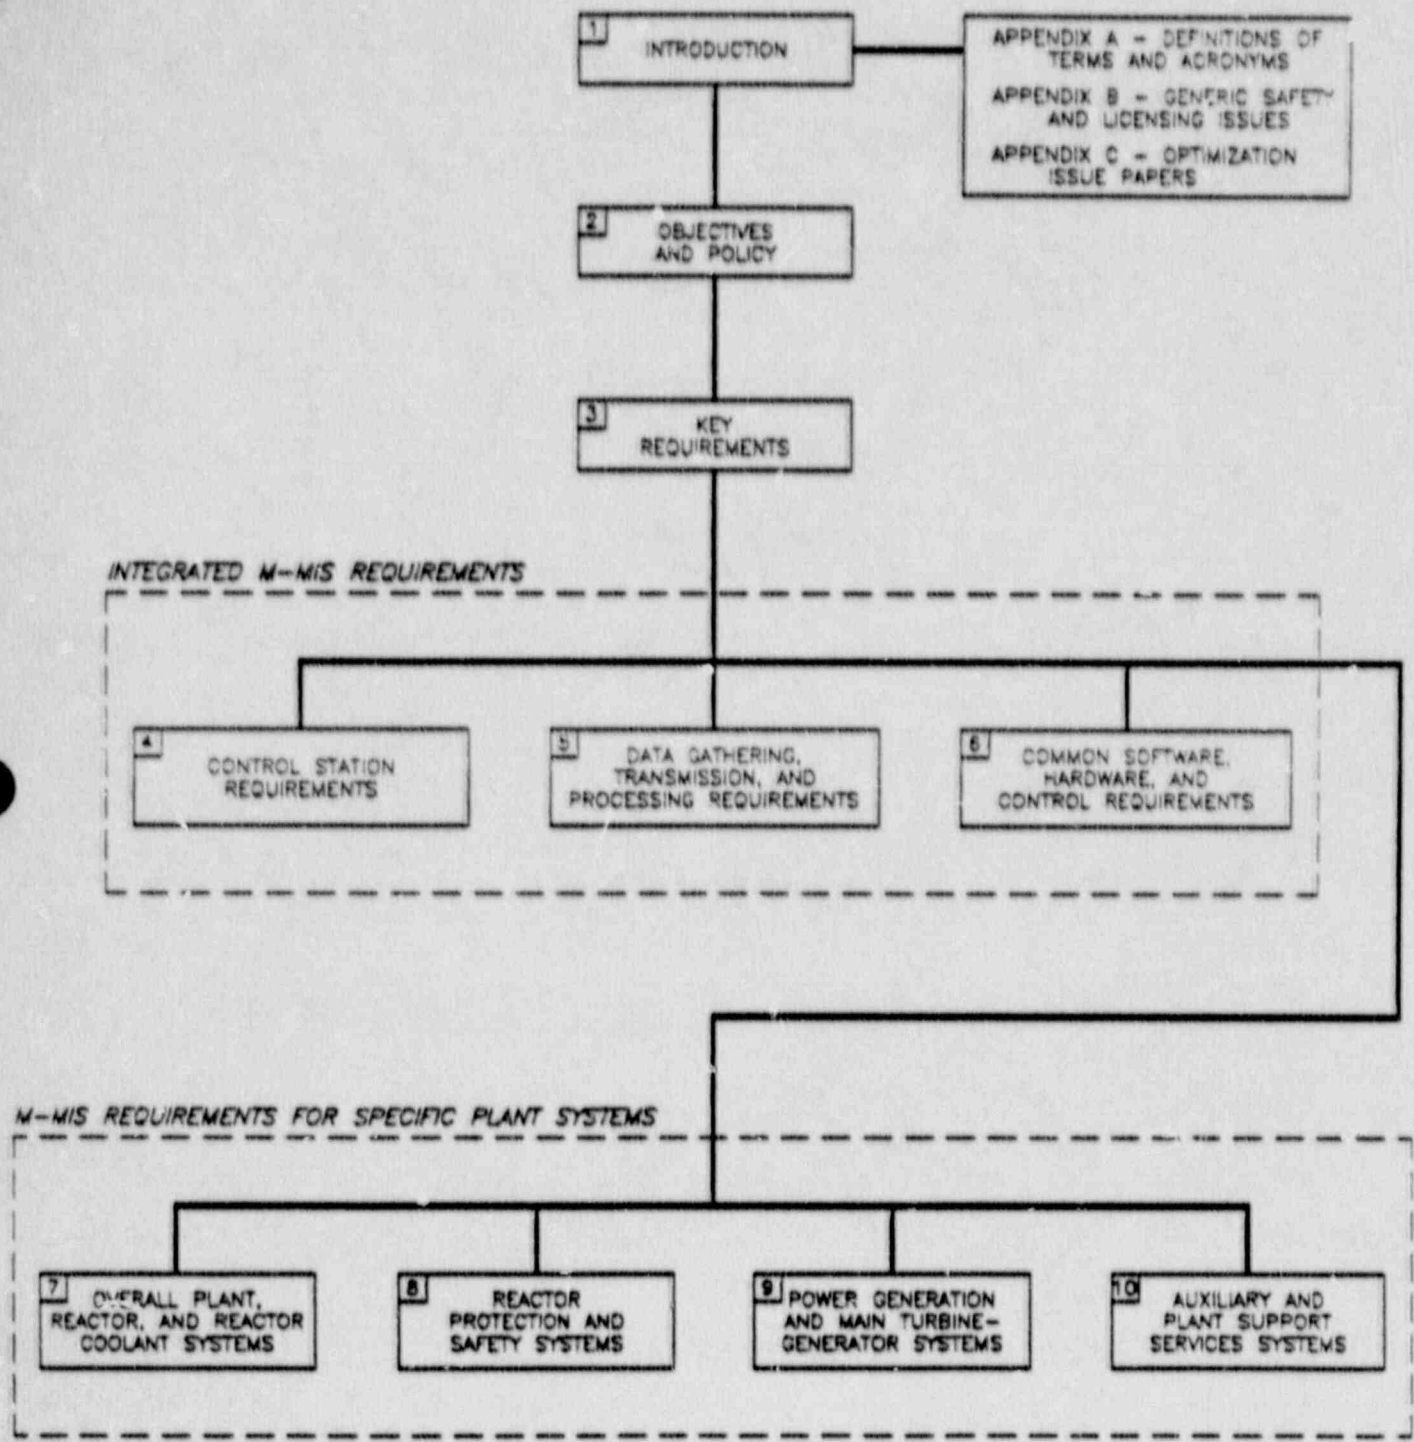 1
INTRODUCTION
APPENDIX A - DEFINITIONS OF
TERMS AND ACRONYMS
APPENDIX B - GENERIC SAFETY
AND LICENSING ISSUES
APPENDIX C - OPTIMIZATION
ISSUE PAPERS
2
OBJECTIVES
AND POLICY
3
KEY
REQUIREMENTS
INTEGRATED M-MIS REQUIREMENTS
4
CONTROL STATION
REQUIREMENTS
5
DATA GATHERING,
TRANSMISSION, AND
PROCESSING REQUIREMENTS
6
COMMON SOFTWARE,
HARDWARE, AND
CONTROL REQUIREMENTS
M-MIS REQUIREMENTS FOR SPECIFIC PLANT SYSTEMS
7
OVERALL PLANT,
REACTOR, AND REACTOR
COOLANT SYSTEMS
8
REACTOR
PROTECTION AND
SAFETY SYSTEMS
9
POWER GENERATION
AND MAIN TURBINE-
GENERATOR SYSTEMS
10
AUXILIARY AND
PLANT SUPPORT
SERVICES SYSTEMS